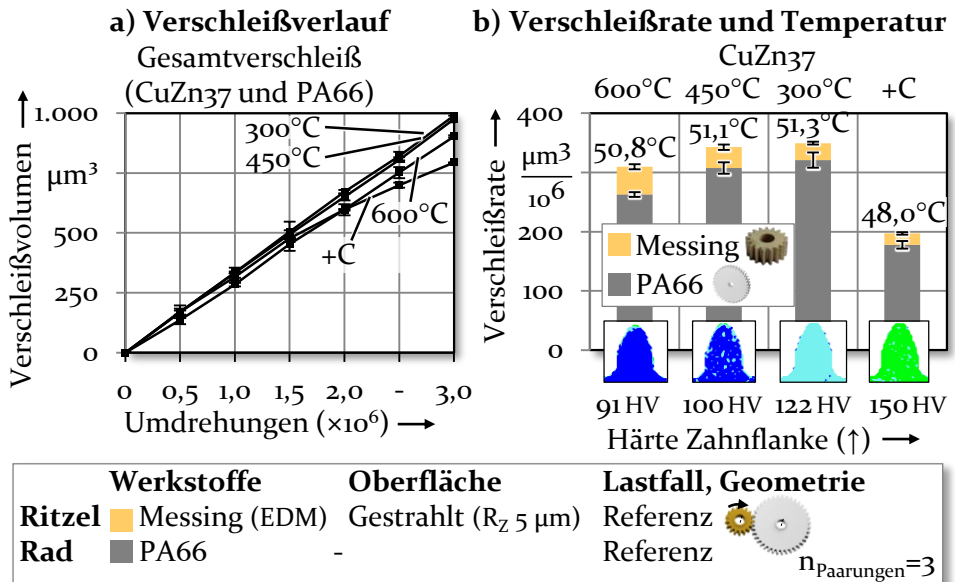 a) Verschleißverlauf
Gesamtverschleiß
(CuZn37 und PA66)
Verschleißvolumen
1.000
µm³
500
250
0
300°C
450°C
600°C
+C
0 0,5 1,0 1,5 2,0 - 3,0
Umdrehungen (×10⁶)
b) Verschleißrate und Temperatur
CuZn37
600°C 450°C 300°C +C
Verschleißrate
400
µm³
10⁶
200
100
0
50,8°C 51,1°C 51,3°C 48,0°C
Messing
PA66
91 HV 100 HV 122 HV 150 HV
Härte Zahnflanke (↑)
Werkstoffe Oberfläche Lastfall, Geometrie
Ritzel Messing (EDM) Gestrahlt (RZ 5 µm) Referenz
Rad PA66 - Referenz
nPaarungen=3